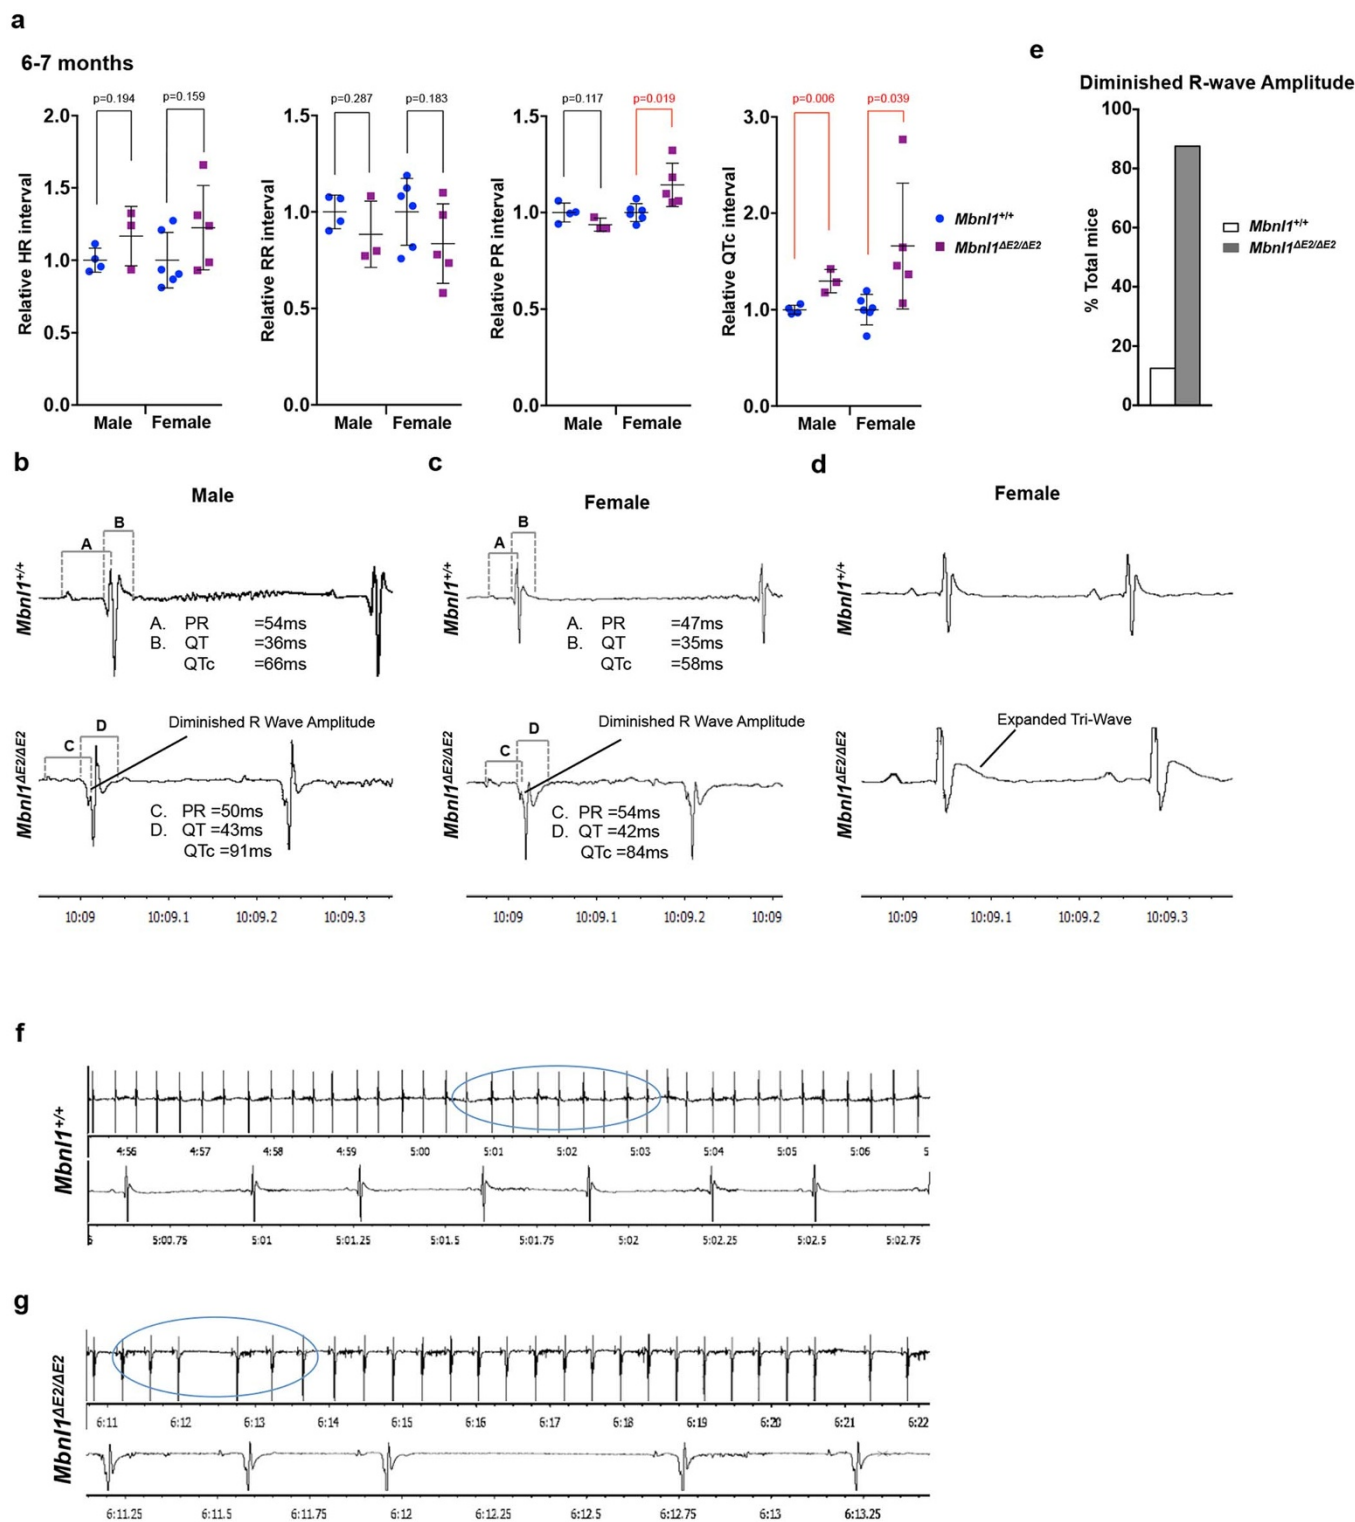 a
6-7 months
p=0.194
p=0.159
2.0
1.5
1.0
0.5
0.0
Relative HR interval
Male Female
p=0.287
p=0.183
1.5
1.0
0.5
0.0
Relative RR interval
Male Female
p=0.117
p=0.019
1.5
1.0
0.5
0.0
Relative PR interval
Male Female
p=0.006
p=0.039
3.0
2.0
1.0
0.0
Relative QTc interval
Male Female
Mbnl1+/+
Mbnl1ΔE2/ΔE2
e
Diminished R-wave Amplitude
100
80
60
40
20
0
% Total mice
Mbnl1+/+
Mbnl1ΔE2/ΔE2
b
Male
Mbnl1+/+
A
B
A. PR =54ms
B. QT =36ms
QTc =66ms
Mbnl1ΔE2/ΔE2
C
D
Diminished R Wave Amplitude
C. PR =50ms
D. QT =43ms
QTc =91ms
10:09 10:09.1 10:09.2 10:09.3
c
Female
Mbnl1+/+
A
B
A. PR =47ms
B. QT =35ms
QTc =58ms
Mbnl1ΔE2/ΔE2
C
D
Diminished R Wave Amplitude
C. PR =54ms
D. QT =42ms
QTc =84ms
10:09 10:09.1 10:09.2 10:09
d
Female
Mbnl1+/+
Mbnl1ΔE2/ΔE2
Expanded Tri-Wave
10:09 10:09.1 10:09.2 10:09.3
f
Mbnl1+/+
4:56 4:57 4:58 4:59 5:00 5:01 5:02 5:03 5:04 5:05 5:06 5
5:00.75 5:01 5:01.25 5:01.5 5:01.75 5:02 5:02.25 5:02.5 5:02.75
g
Mbnl1ΔE2/ΔE2
6:11 6:12 6:13 6:14 6:15 6:16 6:17 6:18 6:19 6:20 6:21 6:22
6:11.25 6:11.5 6:11.75 6:12 6:12.25 6:12.5 6:12.75 6:13 6:13.25